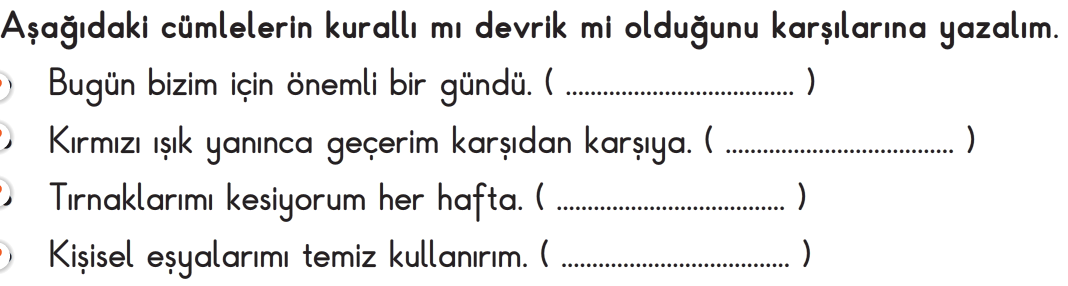 Aşağıdaki cümlelerin kurallı mı devrik mi olduğunu karşılarına yazalım.
Bugün bizim için önemli bir gündü. ( ...................................... )
Kırmızı ışık yanınca geçerim karşıdan karşıya. ( ...................................... )
Tırnaklarımı kesiyorum her hafta. ( ...................................... )
Kişisel eşyalarımı temiz kullanırım. ( ...................................... )